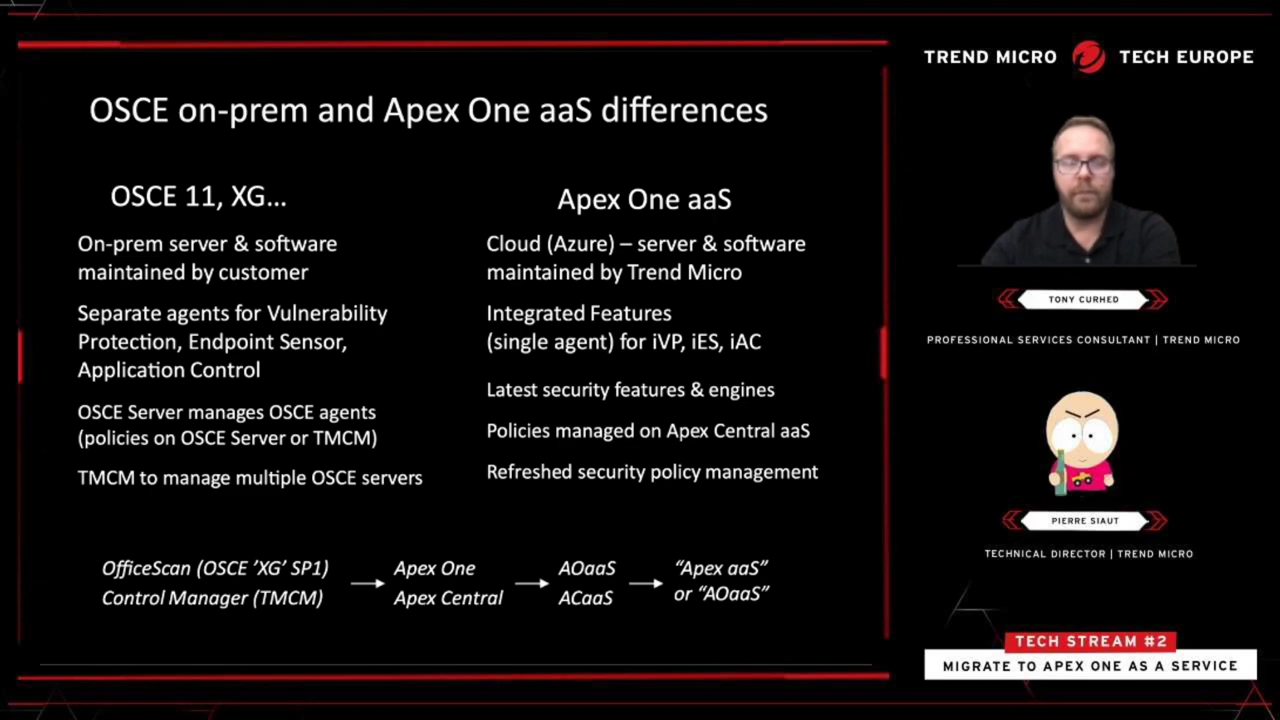 TREND MICRO TECH EUROPE
OSCE on-prem and Apex One aaS differences
OSCE 11, XG...
On-prem server & software
maintained by customer
Separate agents for Vulnerability
Protection, Endpoint Sensor,
Application Control
OSCE Server manages OSCE agents
(policies on OSCE Server or TMCM)
TMCM to manage multiple OSCE servers
Apex One aaS
Cloud (Azure) – server & software
maintained by Trend Micro
Integrated Features
(single agent) for iVP, iES, iAC
Latest security features & engines
Policies managed on Apex Central aaS
Refreshed security policy management
OfficeScan (OSCE ’XG’ SP1)
Control Manager (TMCM)
Apex One
Apex Central
AOaaS
ACaaS
“Apex aaS”
or “AOaaS”
TONY CURHED
PROFESSIONAL SERVICES CONSULTANT | TREND MICRO
PIERRE SIAUT
TECHNICAL DIRECTOR | TREND MICRO
TECH STREAM #2
MIGRATE TO APEX ONE AS A SERVICE